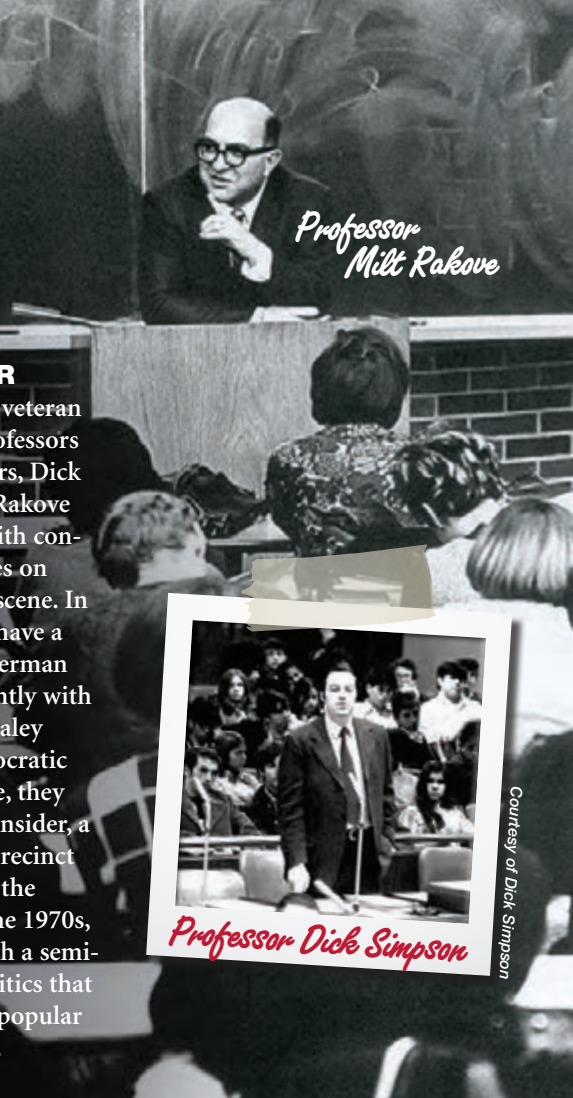 Professor
Milt Rakove
R
veteran
ofessors
rs, Dick
Rakove
ith con-
es on
scene. In
have a
erman
ntly with
aley
ocratic
e, they
nsider, a
recinct
the
ne 1970s,
h a semi-
itics that
popular
Professor Dick Simpson
Courtesy of Dick Simpson